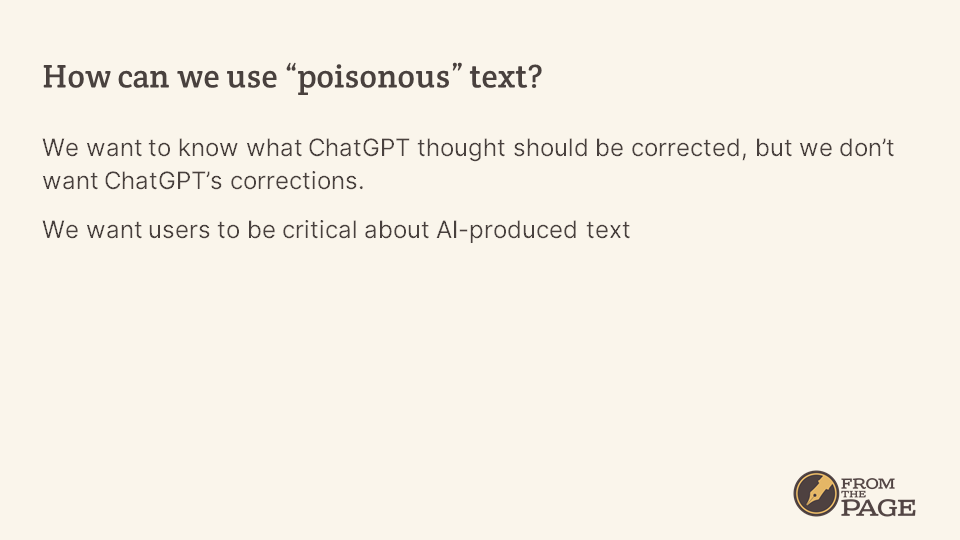 How can we use “poisonous” text?
We want to know what ChatGPT thought should be corrected, but we don’t
want ChatGPT’s corrections.
We want users to be critical about AI-produced text
FROM
THE
PAGE